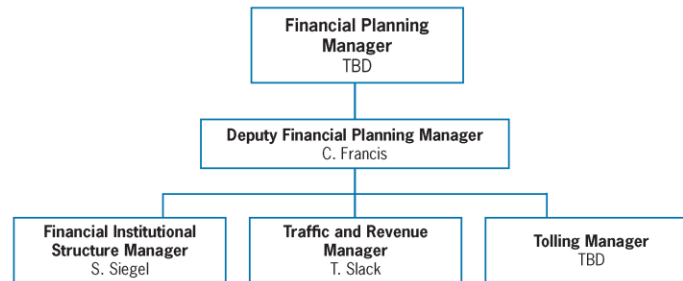 Financial Planning
Manager
TBD
Deputy Financial Planning Manager
C. Francis
Financial Institutional
Structure Manager
S. Siegel
Traffic and Revenue
Manager
T. Slack
Tolling Manager
TBD